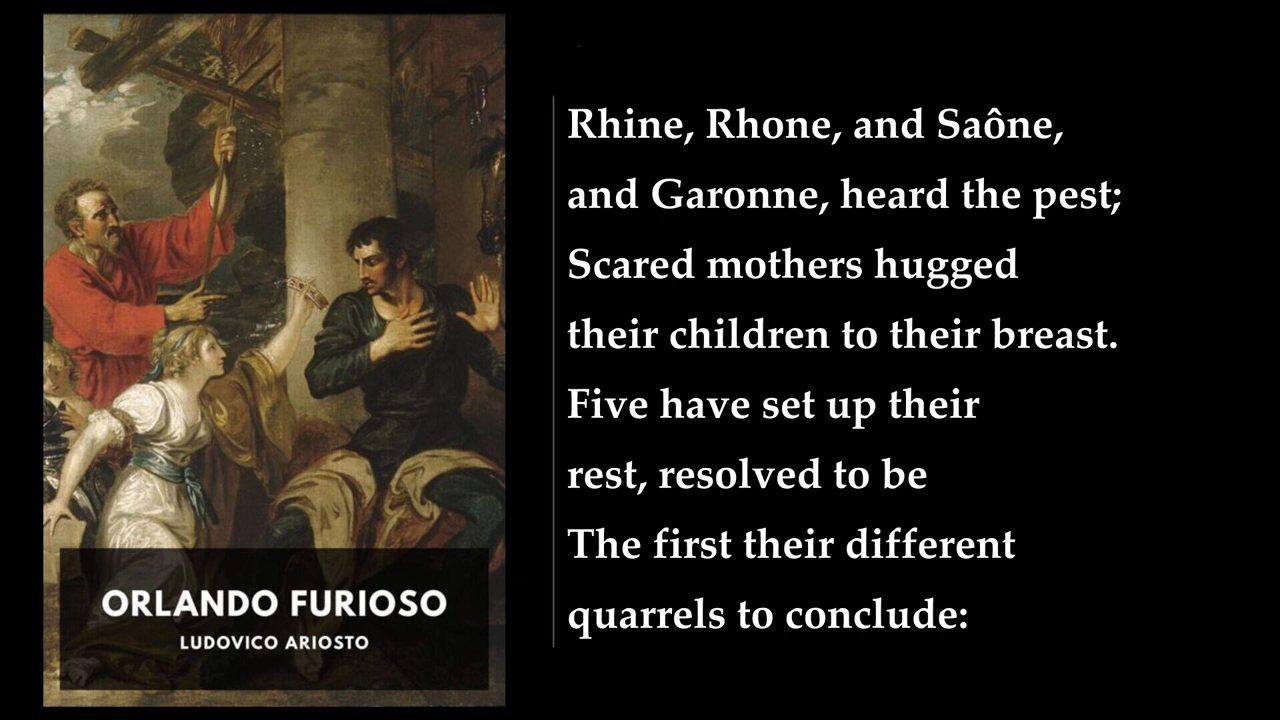 ORLANDO FURIOSO
LUDOVICO ARIOSTO
Rhine, Rhone, and Saône,
and Garonne, heard the pest;
Scared mothers hugged
their children to their breast.
Five have set up their
rest, resolved to be
The first their different
quarrels to conclude: